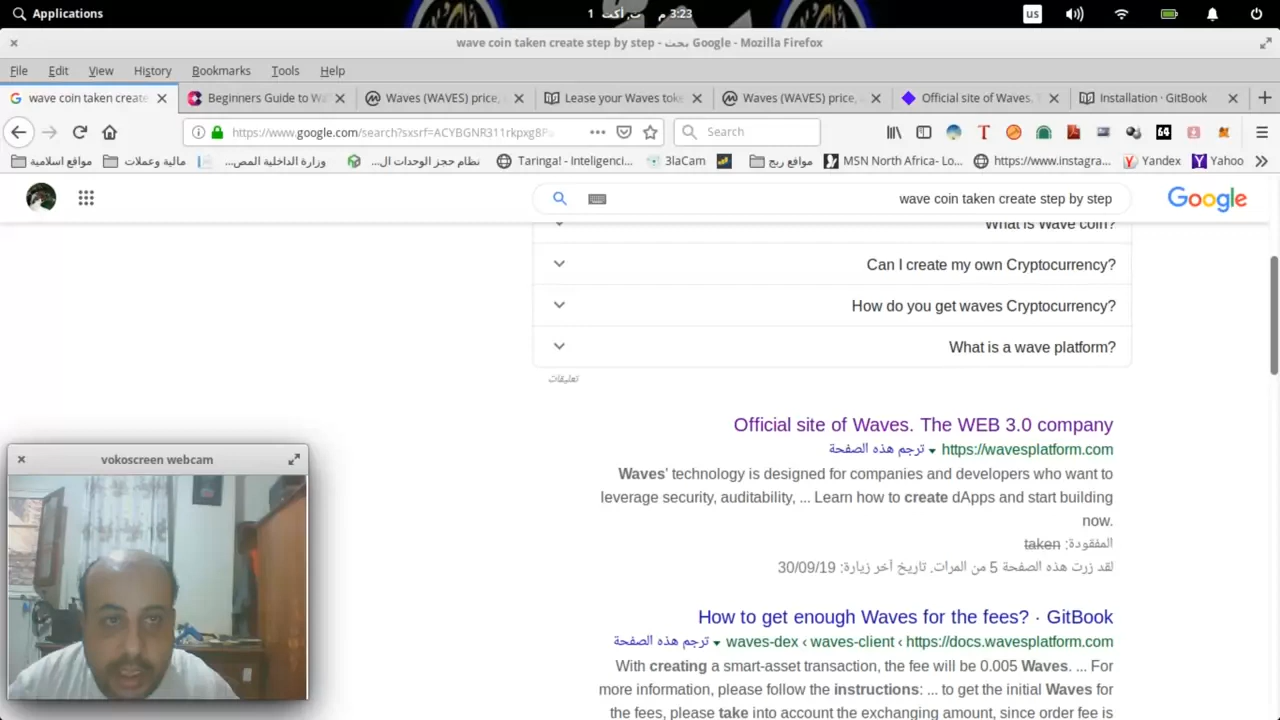 Applications
1 ت, أكت 3:23 م
us
wave coin taken create step by step - بحث Google - Mozilla Firefox
File Edit View History Bookmarks Tools Help
wave coin taken create
Beginners Guide to W
Waves (WAVES) price,
Lease your Waves tok
Waves (WAVES) price,
Official site of Waves.
Installation · GitBook
https://www.google.com/search?sxsrf=ACYBGNR311rkpxg8P
Search
مواقع اسلامية
مالية وعملات
وزارة الداخلية المص...
نظام حجز الوحدات ال...
Taringa! - Inteligenci...
3laCam
مواقع ربح
MSN North Africa- Lo...
https://www.instagra...
Yandex
Yahoo
wave coin taken create step by step
Google
What is Wave coin?
Can I create my own Cryptocurrency?
How do you get waves Cryptocurrency?
What is a wave platform?
تعليقات
Official site of Waves. The WEB 3.0 company
https://wavesplatform.com ترجم هذه الصفحة
Waves' technology is designed for companies and developers who want to
leverage security, auditability, ... Learn how to create dApps and start building
now.
المفقودة: taken
لقد زرت هذه الصفحة 5 من المرات. تاريخ آخر زيارة: 30/09/19
How to get enough Waves for the fees? · GitBook
https://docs.wavesplatform.com › waves-client › waves-dex ترجم هذه الصفحة
With creating a smart-asset transaction, the fee will be 0.005 Waves. ... For
more information, please follow the instructions: ... to get the initial Waves for
the fees, please take into account the exchanging amount, since order fee is
vokoscreen webcam